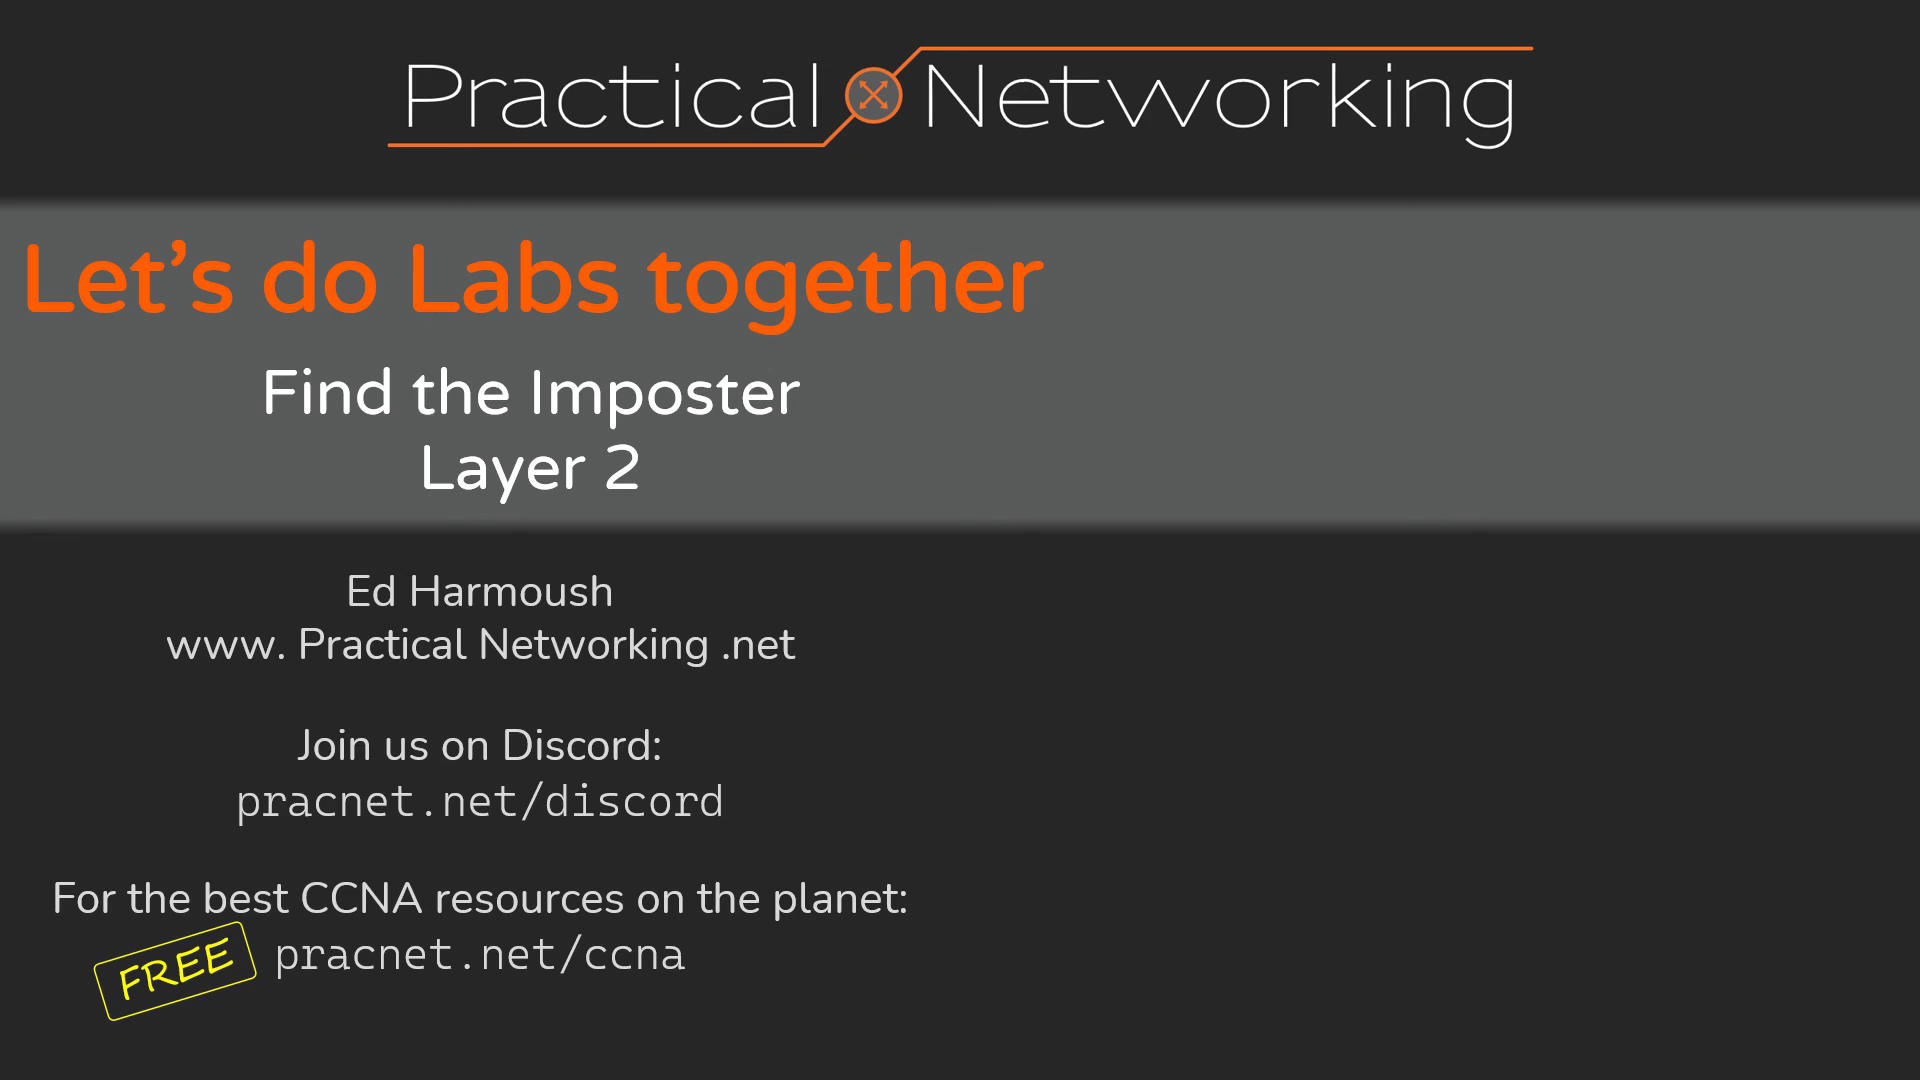 Practical Networking
Let's do Labs together
Find the Imposter
Layer 2
Ed Harmoush
www. Practical Networking .net
Join us on Discord:
pracnet.net/discord
For the best CCNA resources on the planet:
FREE pracnet.net/ccna